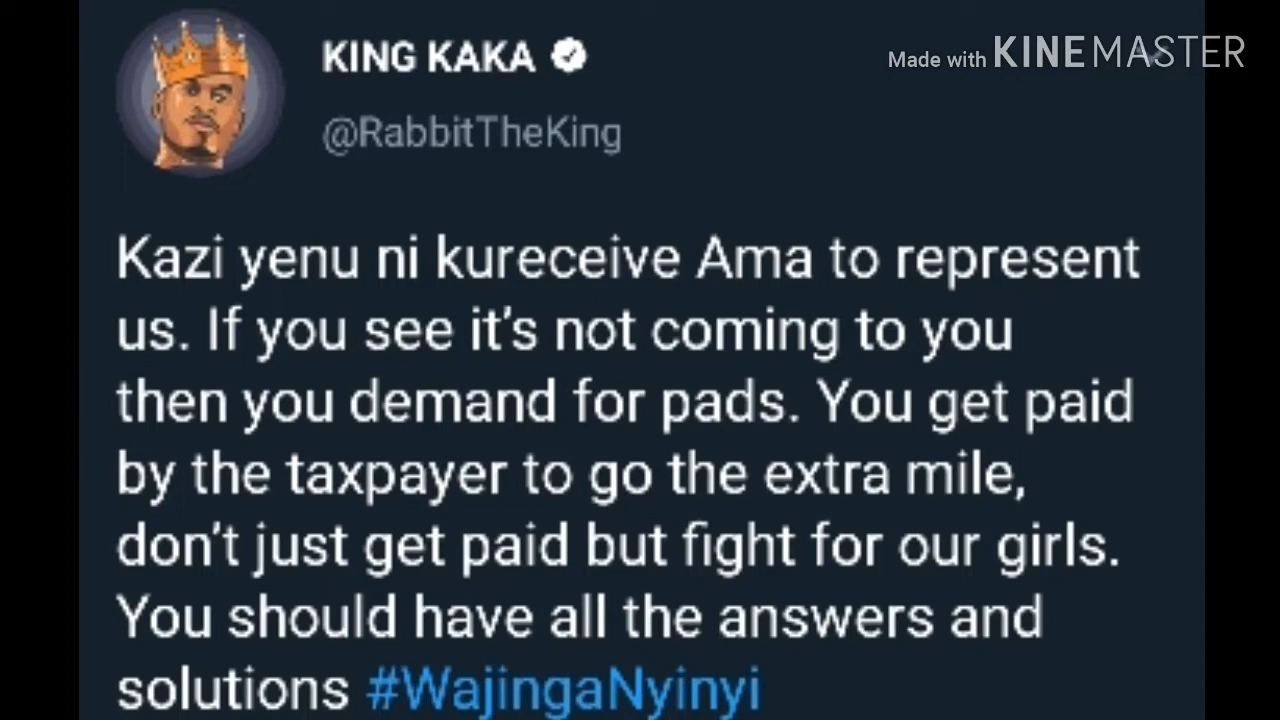 KING KAKA
Made with KINEMASTER
@RabbitTheKing
Kazi yenu ni kureceive Ama to represent
us. If you see it's not coming to you
then you demand for pads. You get paid
by the taxpayer to go the extra mile,
don't just get paid but fight for our girls.
You should have all the answers and
solutions #WajingaNyinyi